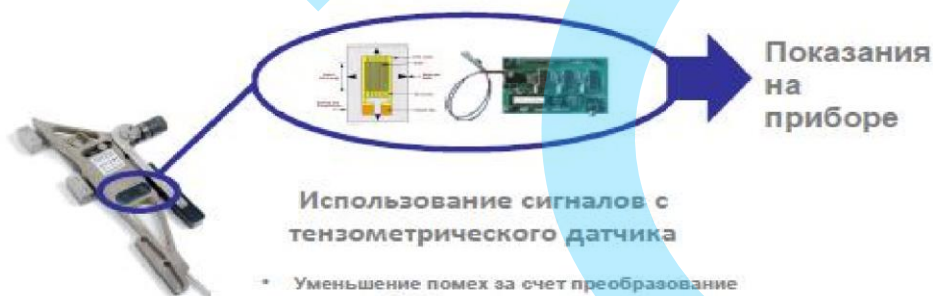 Показания
на
приборе
Использование сигналов с
тензометрического датчика
• Уменьшение помех за счет преобразование